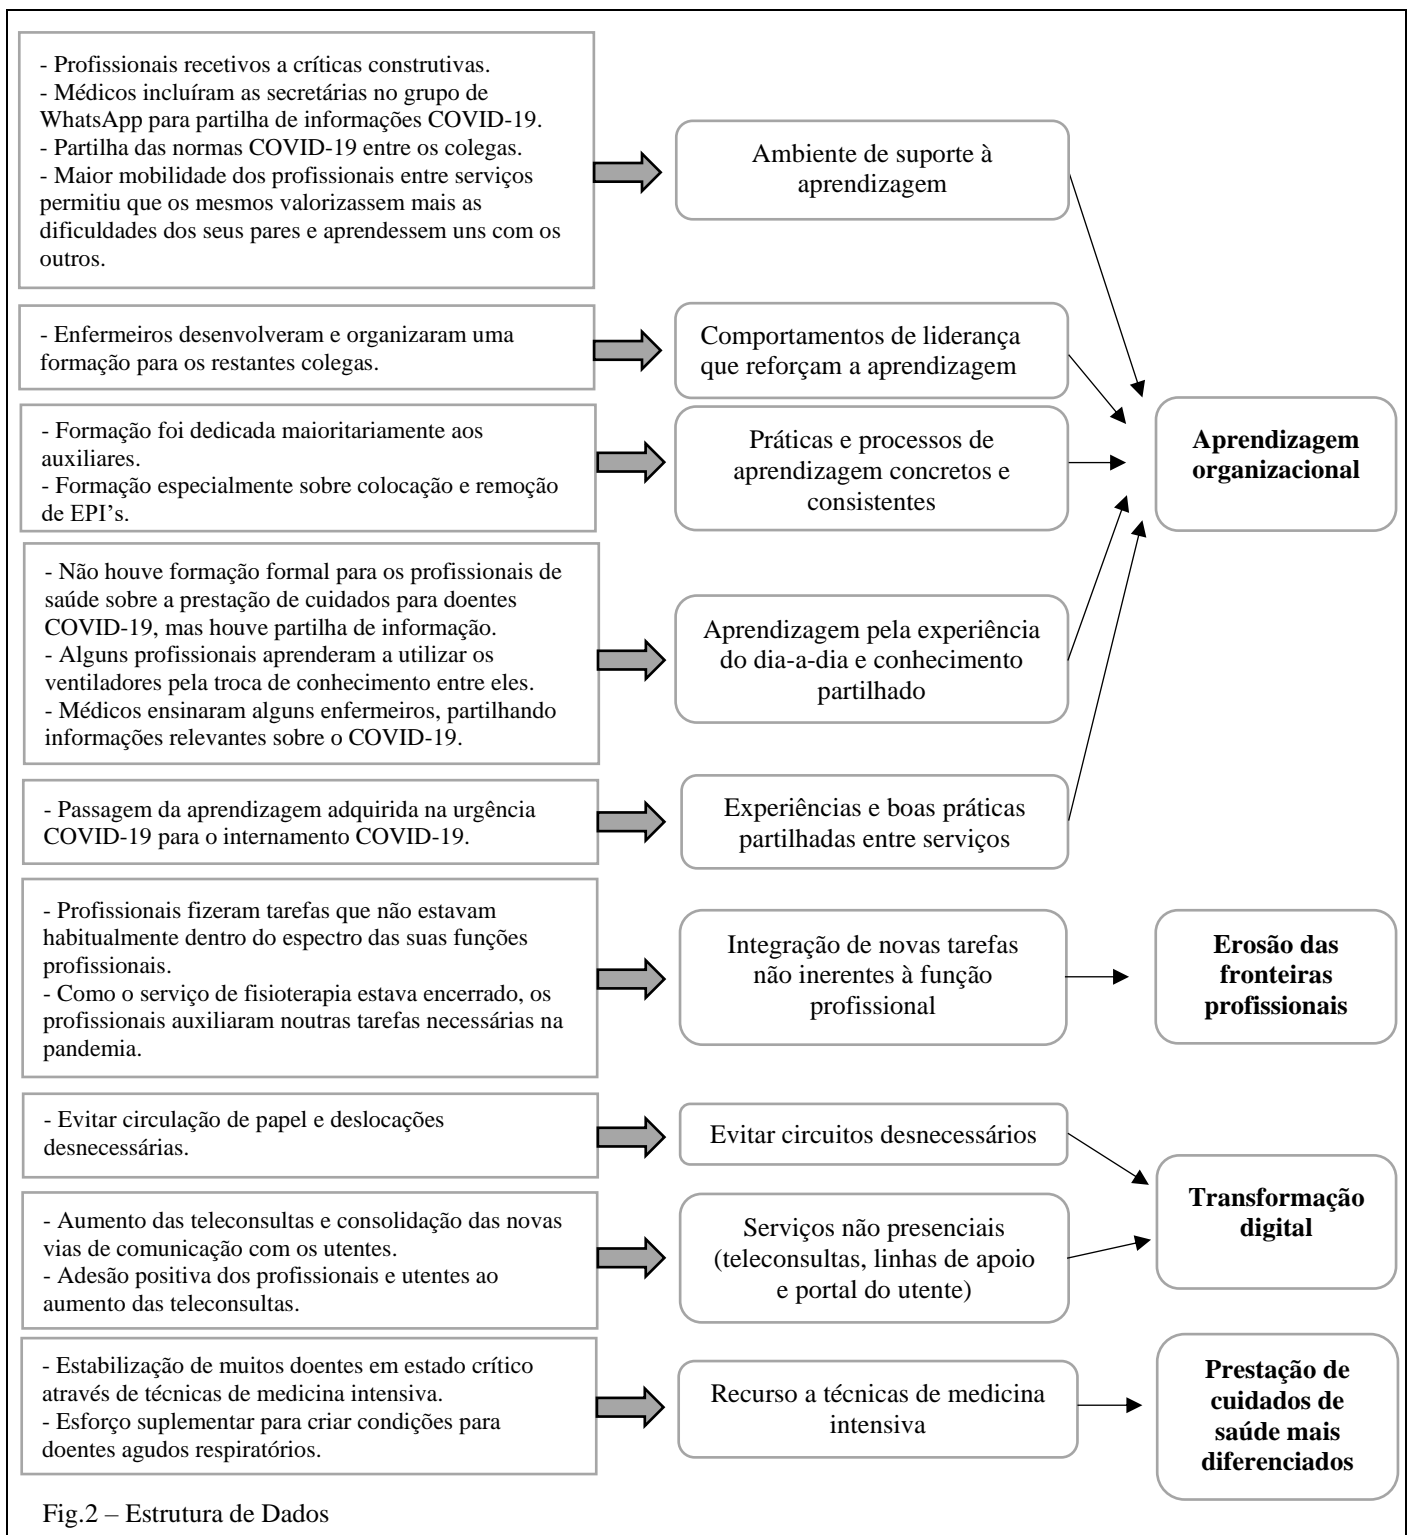 - Profissionais recetivos a críticas construtivas.
- Médicos incluíram as secretárias no grupo de
WhatsApp para partilha de informações COVID-19.
- Partilha das normas COVID-19 entre os colegas.
- Maior mobilidade dos profissionais entre serviços
permitiu que os mesmos valorizassem mais as
dificuldades dos seus pares e aprendessem uns com os
outros.
Ambiente de suporte à
aprendizagem
- Enfermeiros desenvolveram e organizaram uma
formação para os restantes colegas.
Comportamentos de liderança
que reforçam a aprendizagem
- Formação foi dedicada maioritariamente aos
auxiliares.
- Formação especialmente sobre colocação e remoção
de EPI’s.
Práticas e processos de
aprendizagem concretos e
consistentes
Aprendizagem
organizacional
- Não houve formação formal para os profissionais de
saúde sobre a prestação de cuidados para doentes
COVID-19, mas houve partilha de informação.
- Alguns profissionais aprenderam a utilizar os
ventiladores pela troca de conhecimento entre eles.
- Médicos ensinaram alguns enfermeiros, partilhando
informações relevantes sobre o COVID-19.
Aprendizagem pela experiência
do dia-a-dia e conhecimento
partilhado
- Passagem da aprendizagem adquirida na urgência
COVID-19 para o internamento COVID-19.
Experiências e boas práticas
partilhadas entre serviços
- Profissionais fizeram tarefas que não estavam
habitualmente dentro do espectro das suas funções
profissionais.
- Como o serviço de fisioterapia estava encerrado, os
profissionais auxiliaram noutras tarefas necessárias na
pandemia.
Integração de novas tarefas
não inerentes à função
profissional
Erosão das
fronteiras
profissionais
- Evitar circulação de papel e deslocações
desnecessárias.
Evitar circuitos desnecessários
- Aumento das teleconsultas e consolidação das novas
vias de comunicação com os utentes.
- Adesão positiva dos profissionais e utentes ao
aumento das teleconsultas.
Serviços não presenciais
(teleconsultas, linhas de apoio
e portal do utente)
Transformação
digital
- Estabilização de muitos doentes em estado crítico
através de técnicas de medicina intensiva.
- Esforço suplementar para criar condições para
doentes agudos respiratórios.
Recurso a técnicas de medicina
intensiva
Prestação de
cuidados de
saúde mais
diferenciados
Fig.2 – Estrutura de Dados